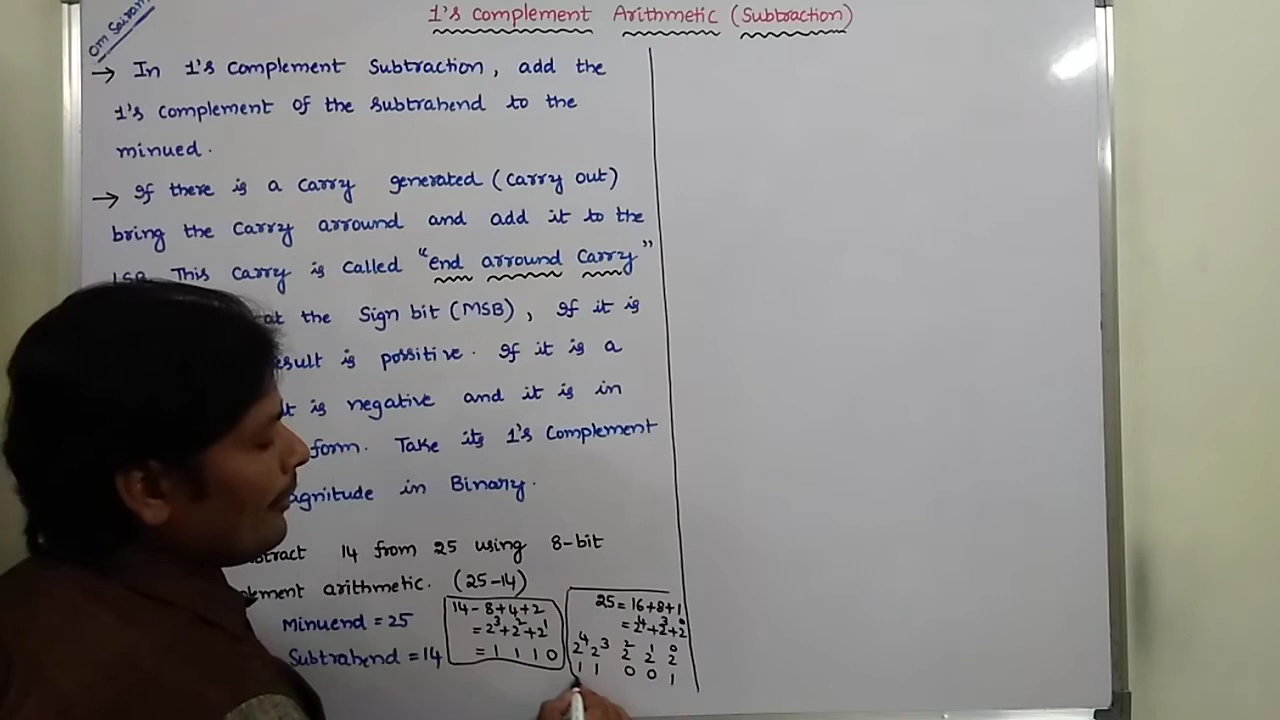 Om Sairam
1's Complement Arithmetic (Subtraction)
→ In 1's Complement Subtraction, add the
1's complement of the subtrahend to the
minued.
→ If there is a carry generated (carry out)
bring the carry arround and add it to the
LSB. This carry is called "end arround carry"
at the Sign bit (MSB), If it is
result is possitive. If it is a
is negative and it is in
form. Take its 1's Complement
magnitude in Binary.
14 from 25 using 8-bit
arithmetic. (25-14)
Minuend = 25
Subtrahend = 14
14 - 8+4+2
= 2³+2²+2¹
= 1 1 1 0
25 = 16+8+1
= 2⁴+2³+2⁰
2⁴ 2³ 2² 2¹ 2⁰
1 1 0 0 1